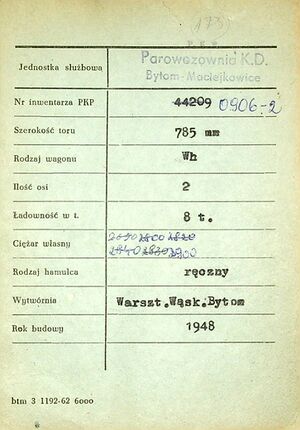 PKP
Jednostka służbowa
Parowozownia K.D.
Bytom-Maciejkowice
Nr inwentarza PKP 44209 0906-2
Szerokość toru 785 mm
Rodzaj wagonu Wh
Ilość osi 2
Ładowność w t. 8 t.
Ciężar własny
Rodzaj hamulca ręczny
Wytwórnia Warszt.Wąsk.Bytom
Rok budowy 1948
btm 3 1192-62 6000